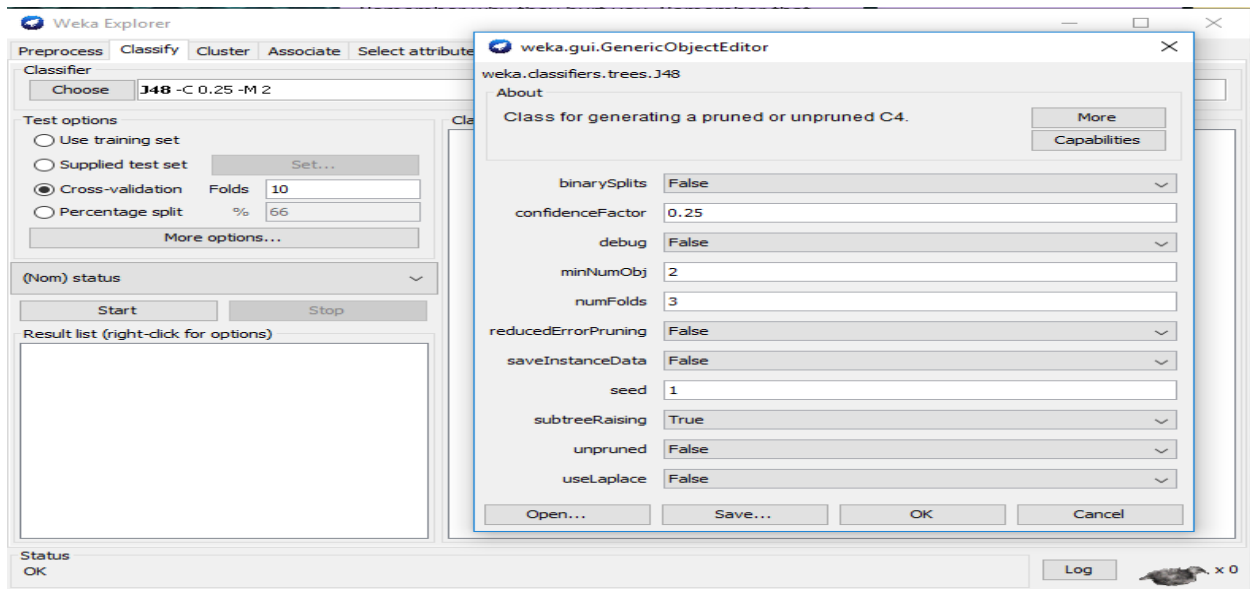 Weka Explorer
Preprocess Classify Cluster Associate Select attribute
Classifier
Choose J48 -C 0.25 -M 2
Test options
Use training set
Supplied test set Set...
Cross-validation Folds 10
Percentage split % 66
More options...
(Nom) status
Start Stop
Result list (right-click for options)
Cla
weka.gui.GenericObjectEditor
weka.classifiers.trees.J48
About
Class for generating a pruned or unpruned C4.
More
Capabilities
binarySplits False
confidenceFactor 0.25
debug False
minNumObj 2
numFolds 3
reducedErrorPruning False
saveInstanceData False
seed 1
subtreeRaising True
unpruned False
useLaplace False
Open... Save... OK Cancel
Status
OK
Log x 0